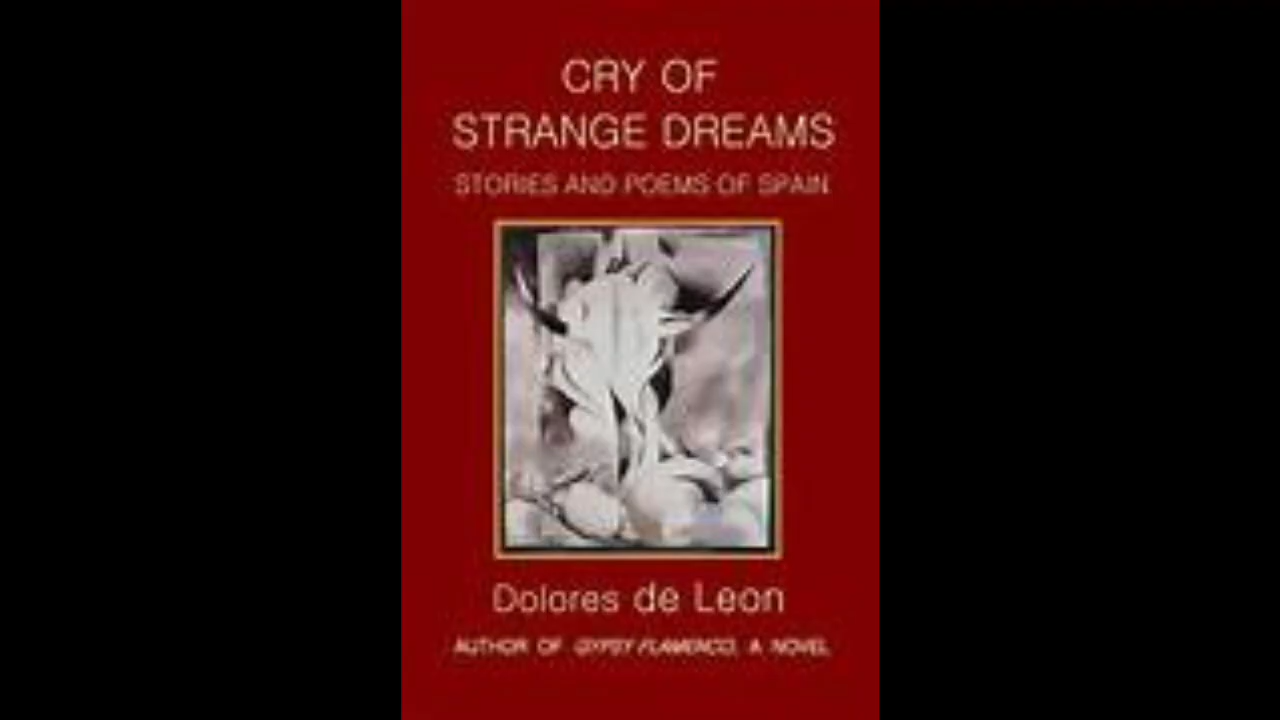 CRY OF
STRANGE DREAMS
STORIES AND POEMS OF SPAIN
Dolores de Leon
AUTHOR OF GYPSY FLAMENCO, A NOVEL